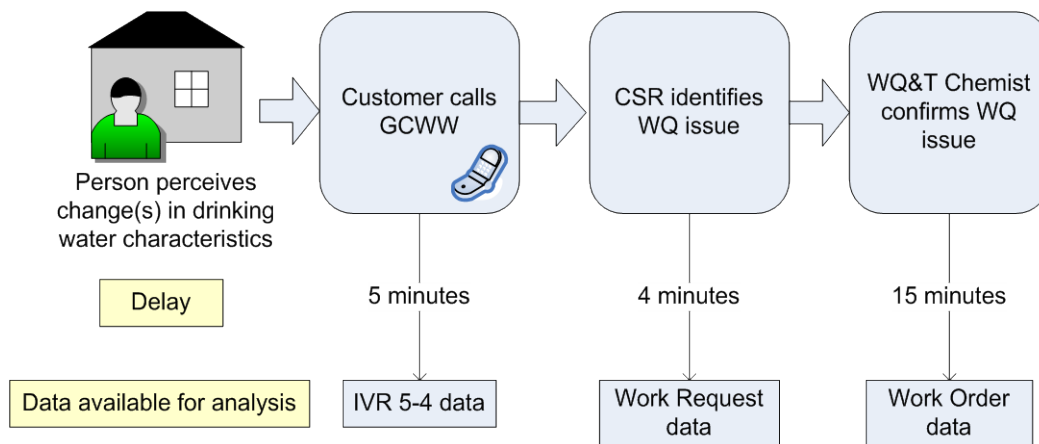 Person perceives
change(s) in drinking
water characteristics
Customer calls
GCWW
CSR identifies
WQ issue
WQ&T Chemist
confirms WQ
issue
Delay
5 minutes
4 minutes
15 minutes
Data available for analysis
IVR 5-4 data
Work Request
data
Work Order
data